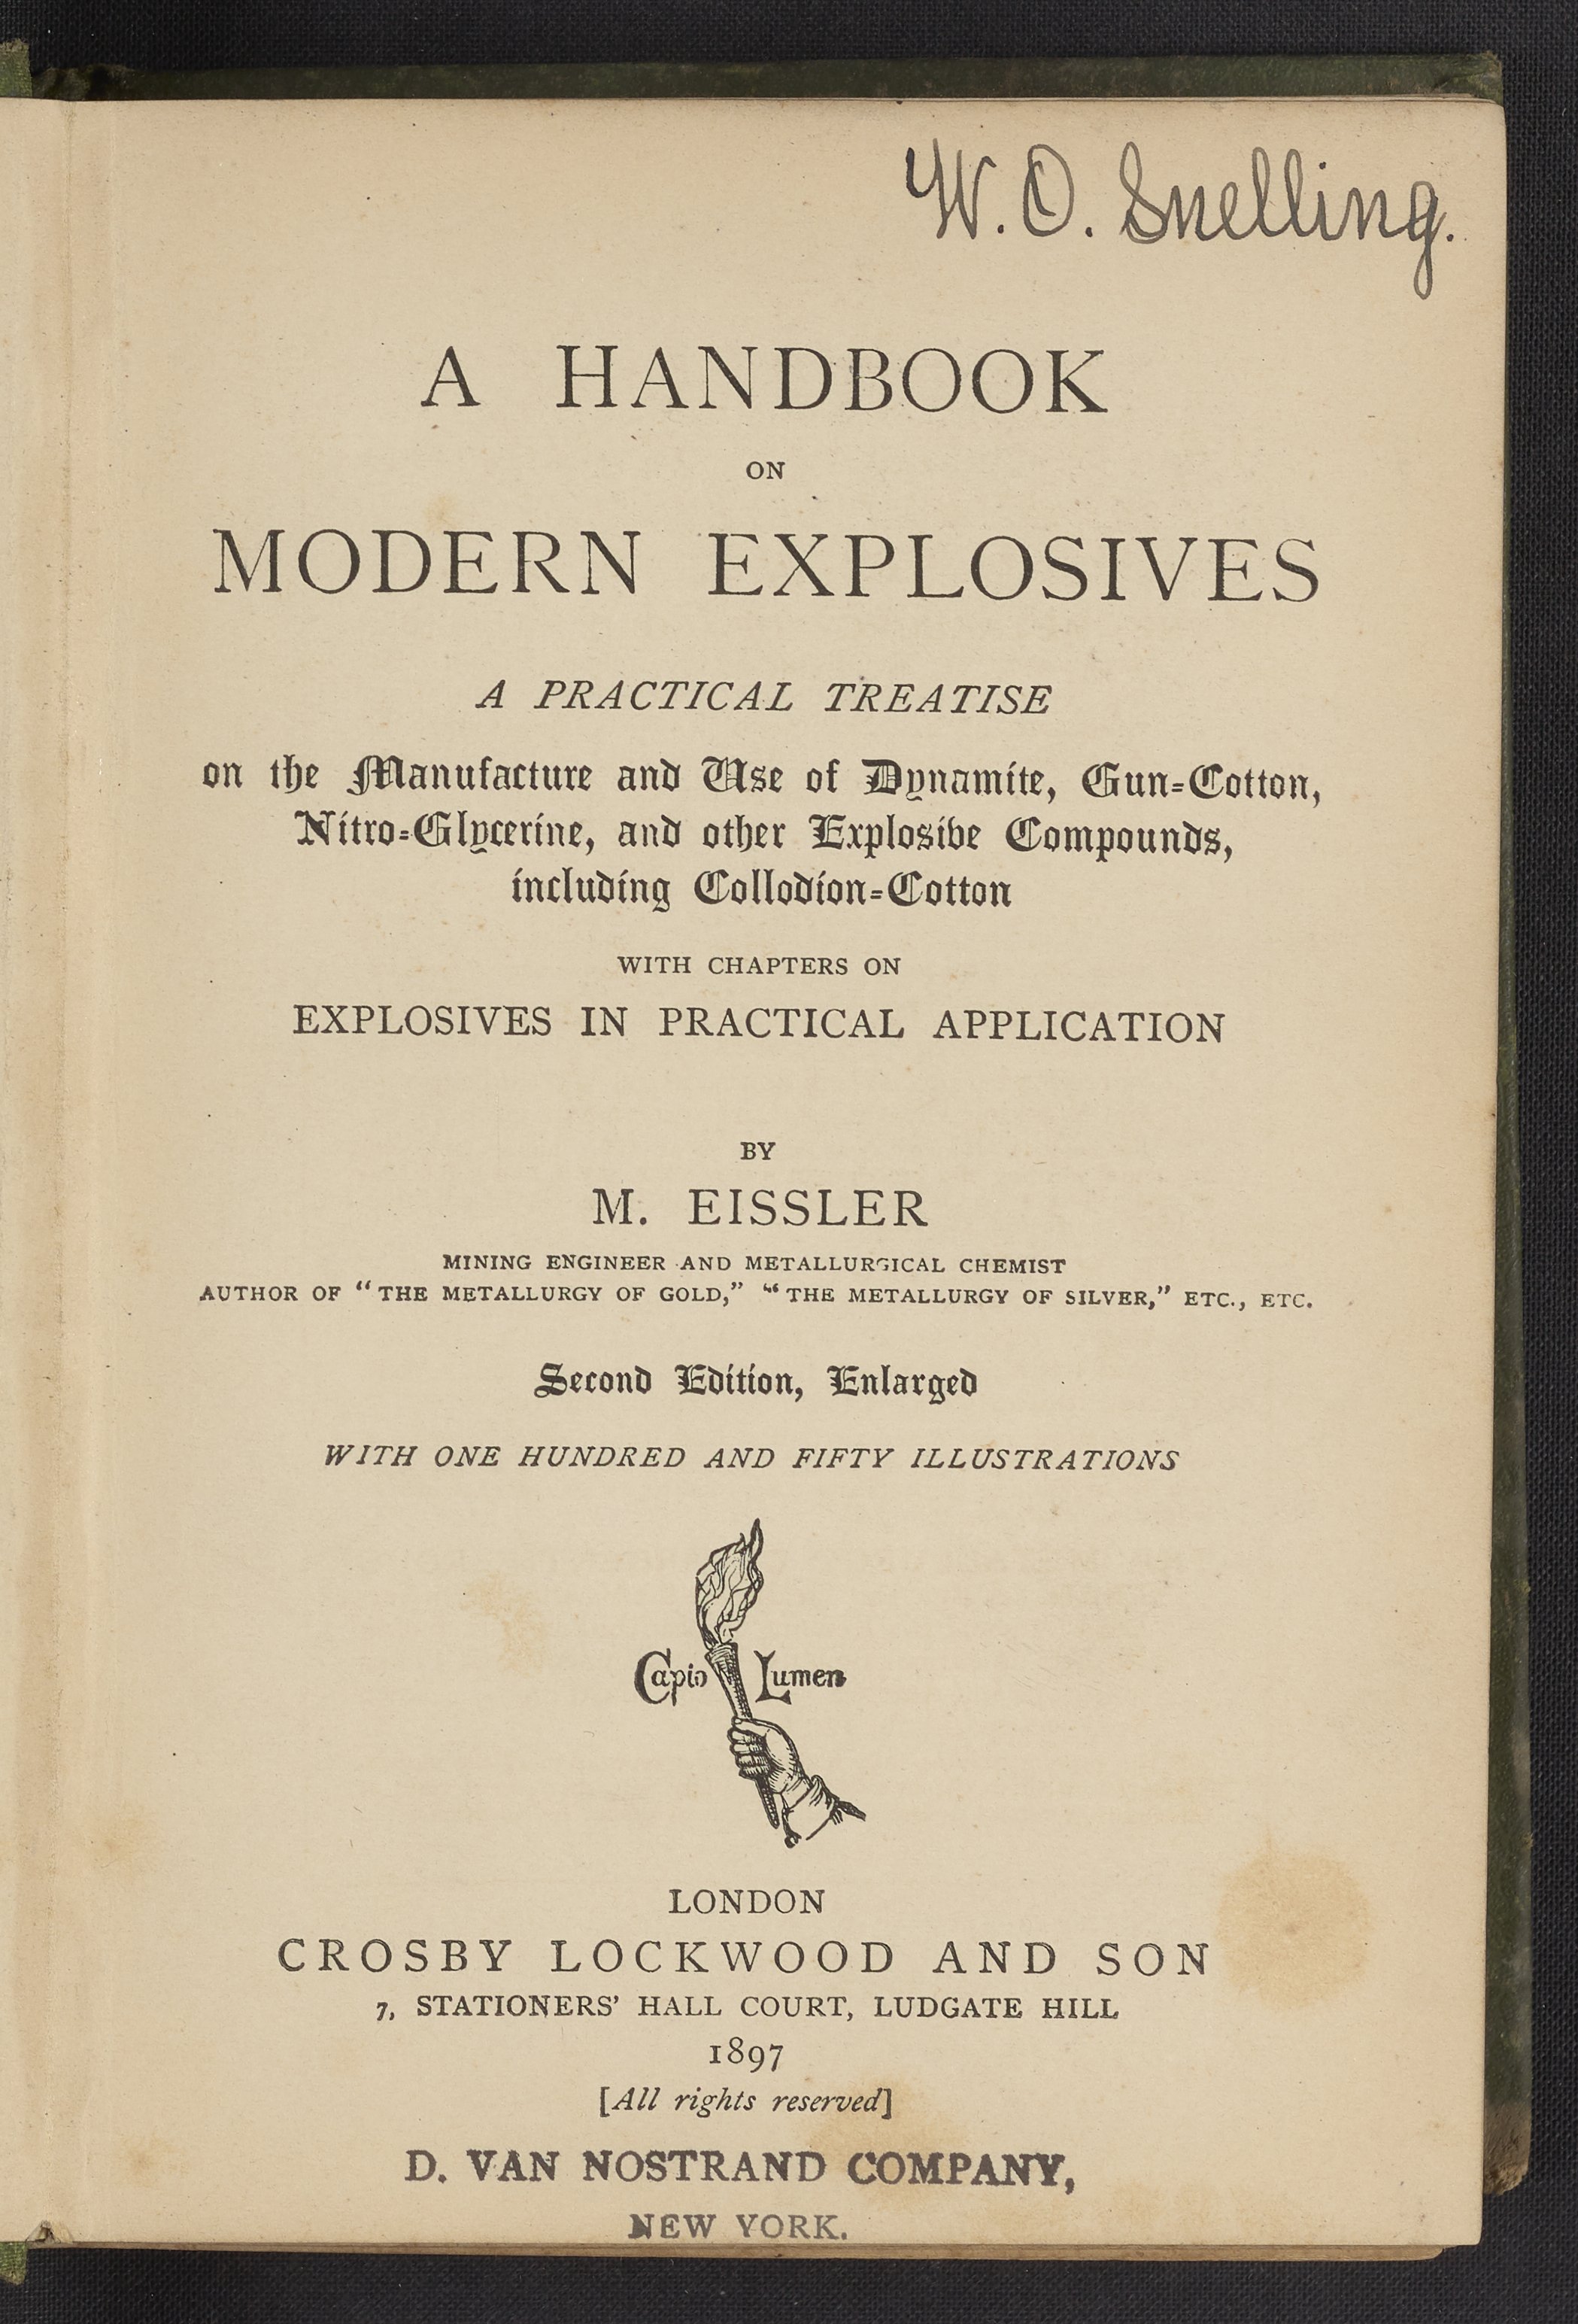 W. O. Snelling.
A HANDBOOK
ON
MODERN EXPLOSIVES
A PRACTICAL TREATISE
on the Manufacture and Use of Dynamite, Gun-Cotton,
Nitro-Glycerine, and other Explosive Compounds,
including Collodion-Cotton
WITH CHAPTERS ON
EXPLOSIVES IN PRACTICAL APPLICATION
BY
M. EISSLER
MINING ENGINEER AND METALLURGICAL CHEMIST
AUTHOR OF "THE METALLURGY OF GOLD," "THE METALLURGY OF SILVER," ETC., ETC.
Second Edition, Enlarged
WITH ONE HUNDRED AND FIFTY ILLUSTRATIONS
Capio Lumen
LONDON
CROSBY LOCKWOOD AND SON
7, STATIONERS' HALL COURT, LUDGATE HILL
1897
[All rights reserved]
D. VAN NOSTRAND COMPANY,
NEW YORK.